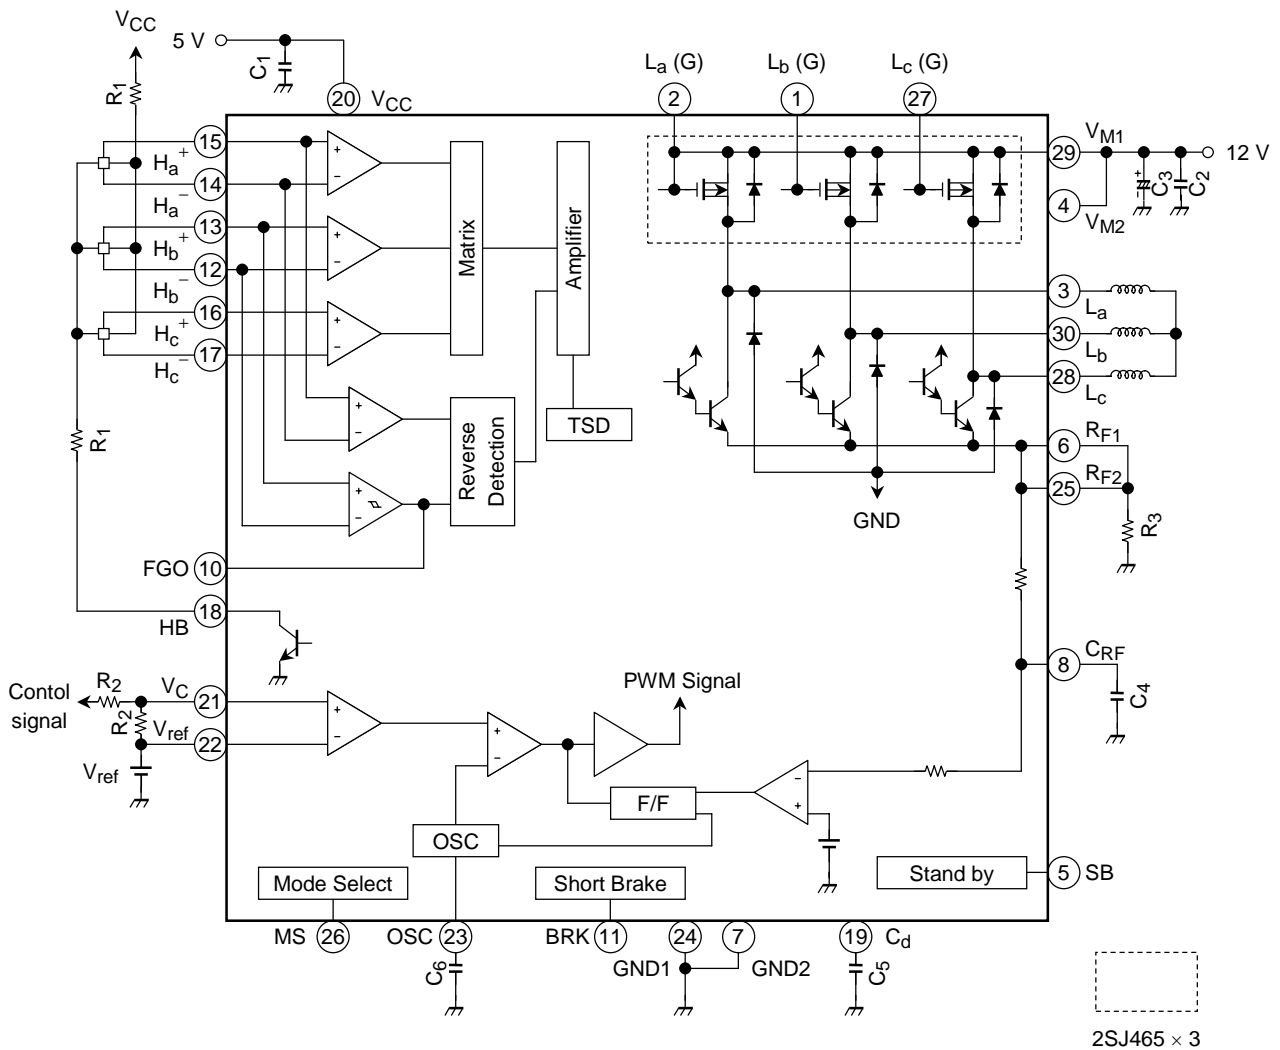 VCC
5 V
C1
R1
20 VCC
La (G)
2
Lb (G)
1
Lc (G)
27
15
Ha+
14
Ha−
13
Hb+
12
Hb−
16
Hc+
17
Hc−
+
−
+
−
+
−
+
−
+
−
Matrix
Amplifier
TSD
Reverse
Detection
R1
29 VM1
12 V
4 VM2
C3
+
−
C2
3 La
30 Lb
28 Lc
6 RF1
25 RF2
R3
GND
FGO 10
HB 18
8 CRF
C4
Contol
signal
R2
R2
VC 21
Vref 22
Vref
+
−
+
−
PWM Signal
F/F
−
+
OSC
Mode Select
Short Brake
Stand by
5 SB
MS 26
OSC 23
BRK 11
24
7
19 Cd
GND1
GND2
C6
C5
2SJ465 × 3